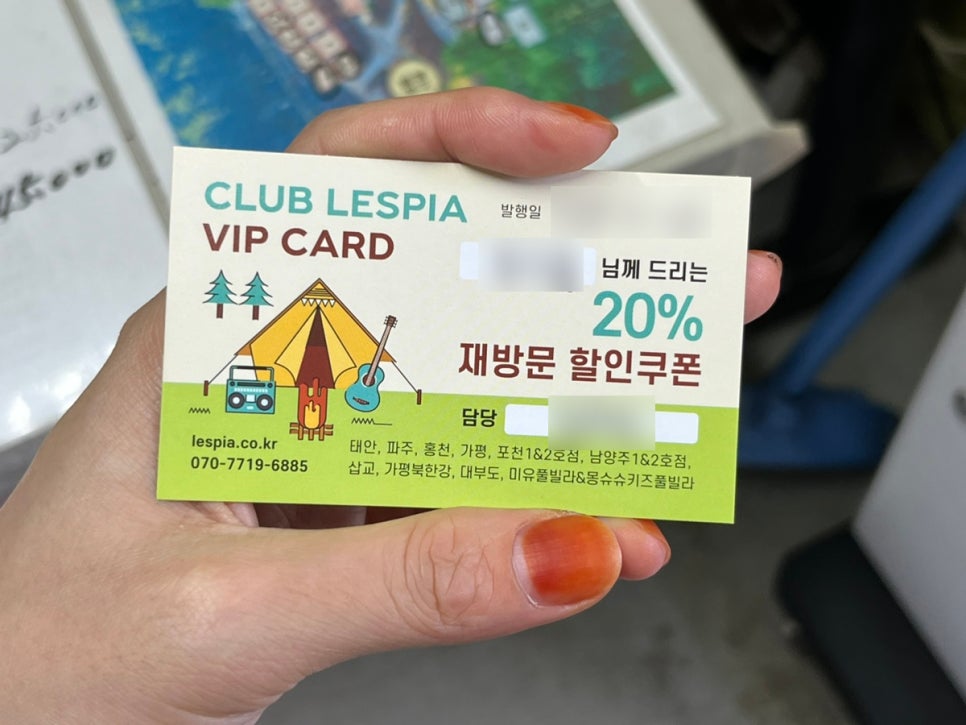 CLUB LESPIA
VIP CARD
발행일
님께 드리는
20%
재방문 할인쿠폰
담당
lespia.co.kr
070-7719-6885
태안, 파주, 홍천, 가평, 포천1&2호점, 남양주1&2호점,
삽교, 가평북한강, 대부도, 미유풀빌라&몽슈슈키즈풀빌라
45,000